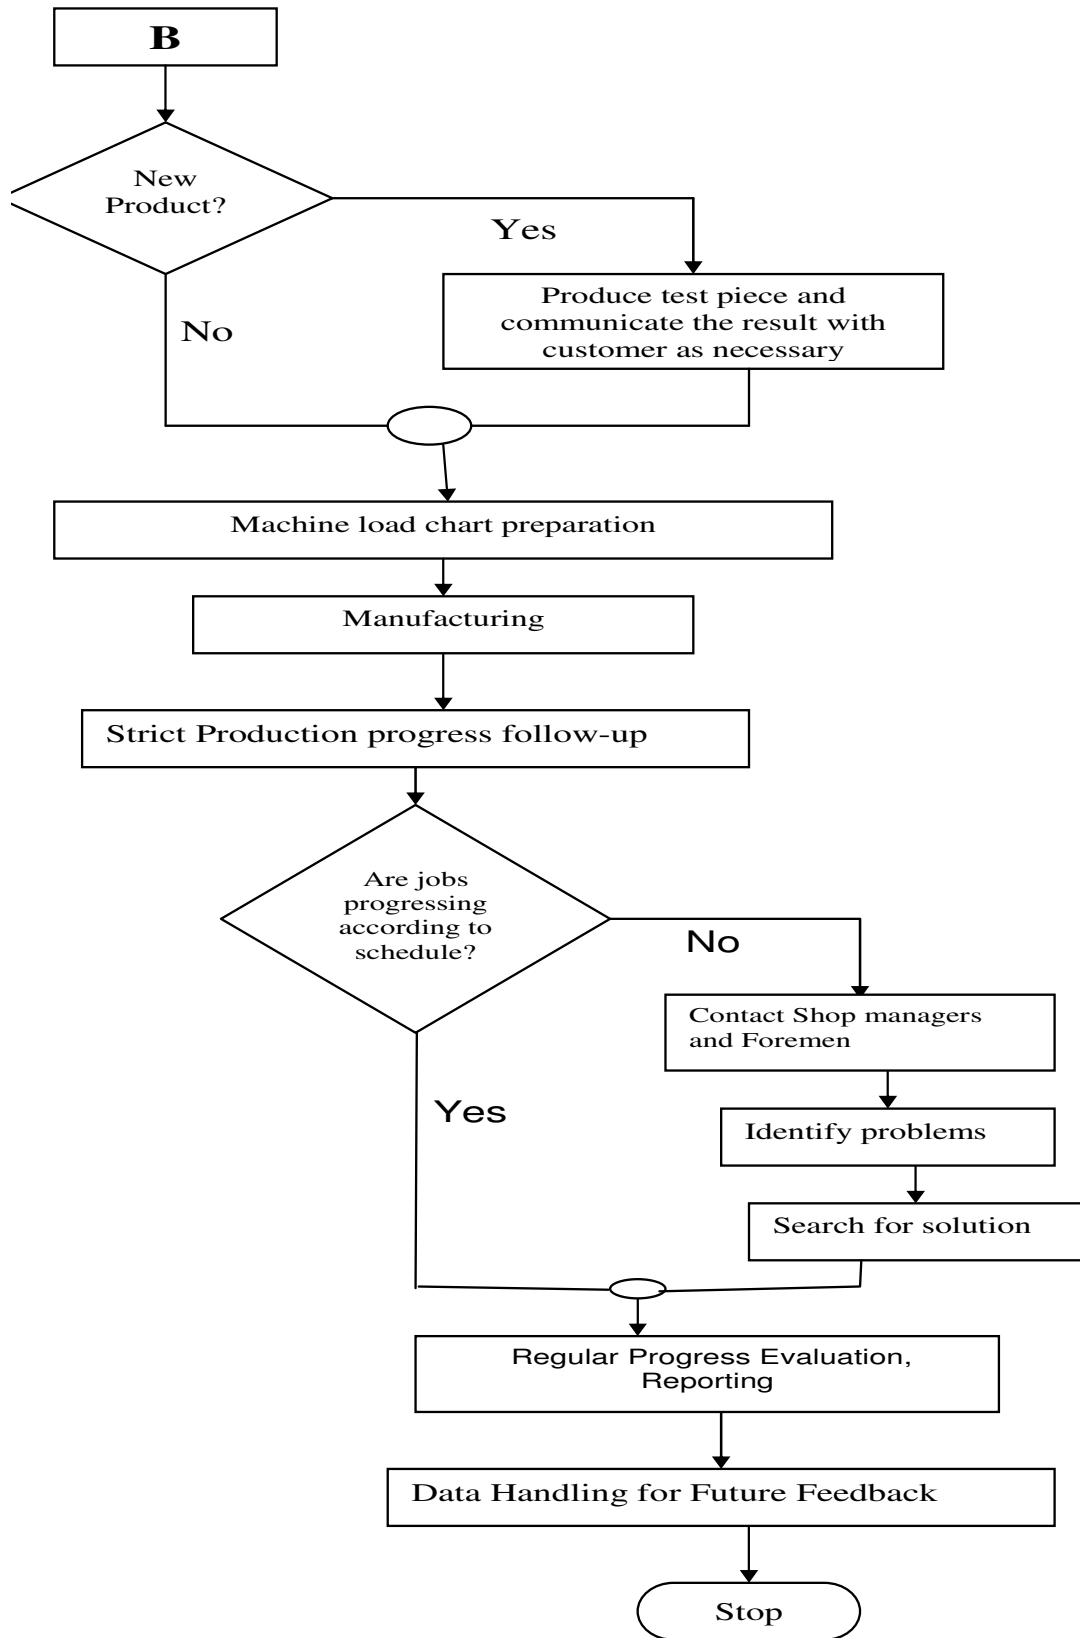 B
New
Product?
Yes
No
Produce test piece and
communicate the result with
customer as necessary
Machine load chart preparation
Manufacturing
Strict Production progress follow-up
Are jobs
progressing
according to
schedule?
No
Contact Shop managers
and Foremen
Yes
Identify problems
Search for solution
Regular Progress Evaluation,
Reporting
Data Handling for Future Feedback
Stop